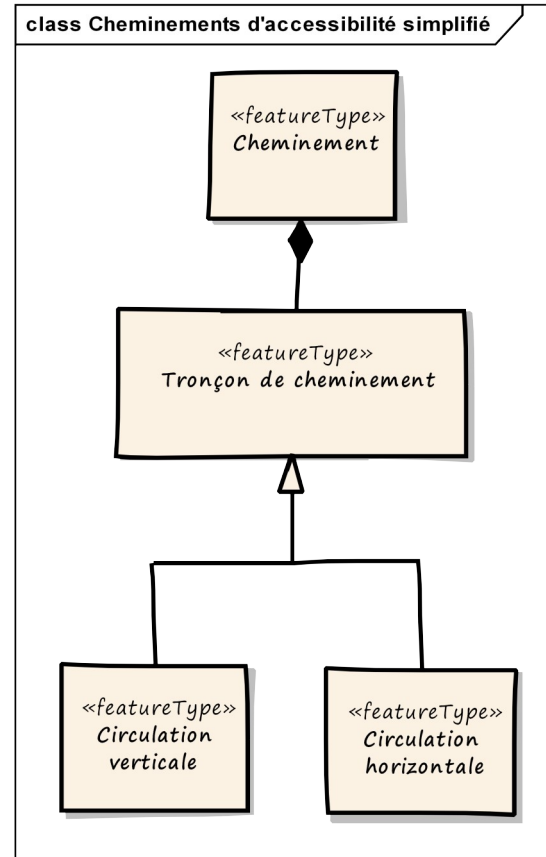 class Cheminements d'accessibilité simplifié
«featureType»
Cheminement
«featureType»
Tronçon de cheminement
«featureType»
Circulation
verticale
«featureType»
Circulation
horizontale